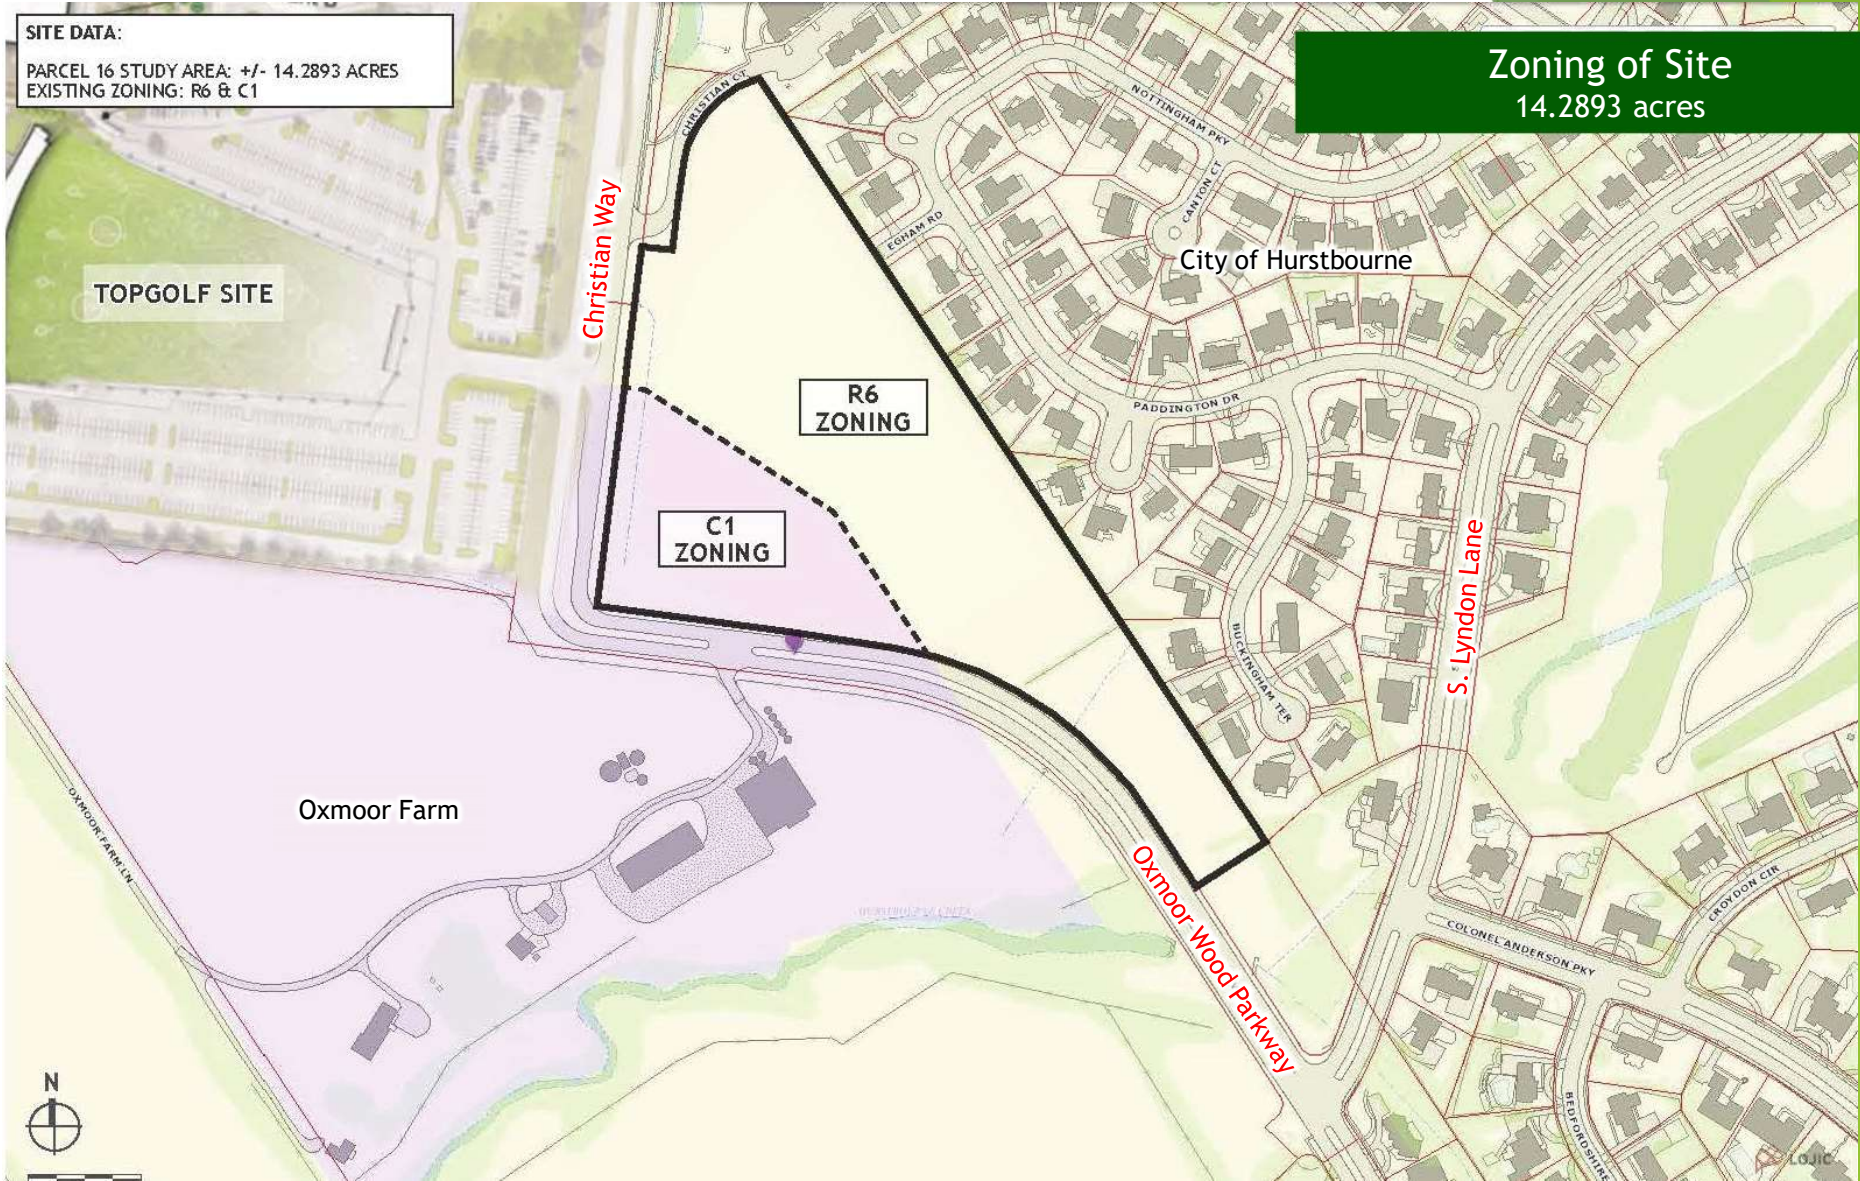 SITE DATA:
PARCEL 16 STUDY AREA: +/- 14.2893 ACRES
EXISTING ZONING: R6 & C1
Zoning of Site
14.2893 acres
CHRISTIAN CT
NOTTINGHAM PKY
CANTON CT
EGHAM RD
City of Hurstbourne
Christian Way
TOPGOLF SITE
R6
ZONING
PADDINGTON DR
C1
ZONING
S. Lyndon Lane
BUCKINGHAM TER
Oxmoor Farm
OXMOOR FARM LN
Oxmoor Wood Parkway
CROYDON CIR
COLONEL ANDERSON PKY
BEDFORDSHIRE
N
LOJIC